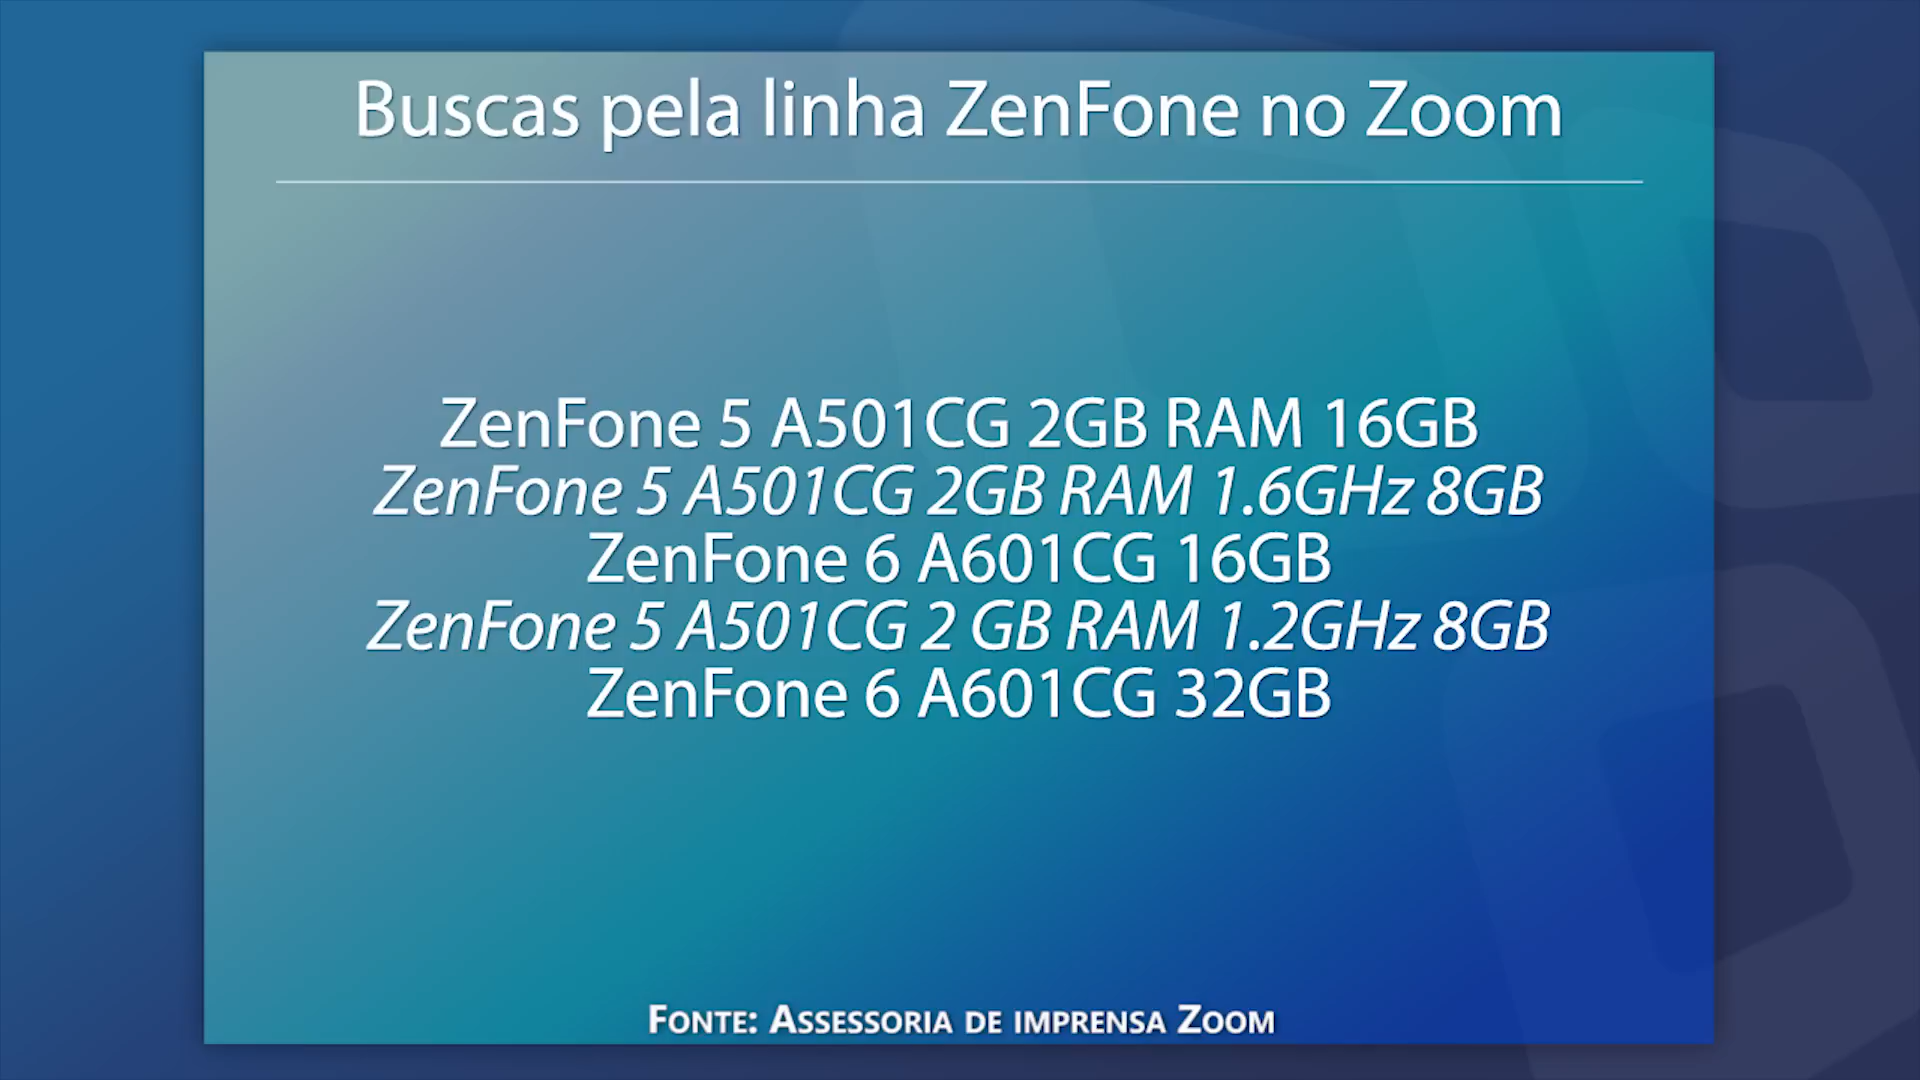 Buscas pela linha ZenFone no Zoom
ZenFone 5 A501CG 2GB RAM 16GB
ZenFone 5 A501CG 2GB RAM 1.6GHz 8GB
ZenFone 6 A601CG 16GB
ZenFone 5 A501CG 2 GB RAM 1.2GHz 8GB
ZenFone 6 A601CG 32GB
Fonte: Assessoria de imprensa Zoom